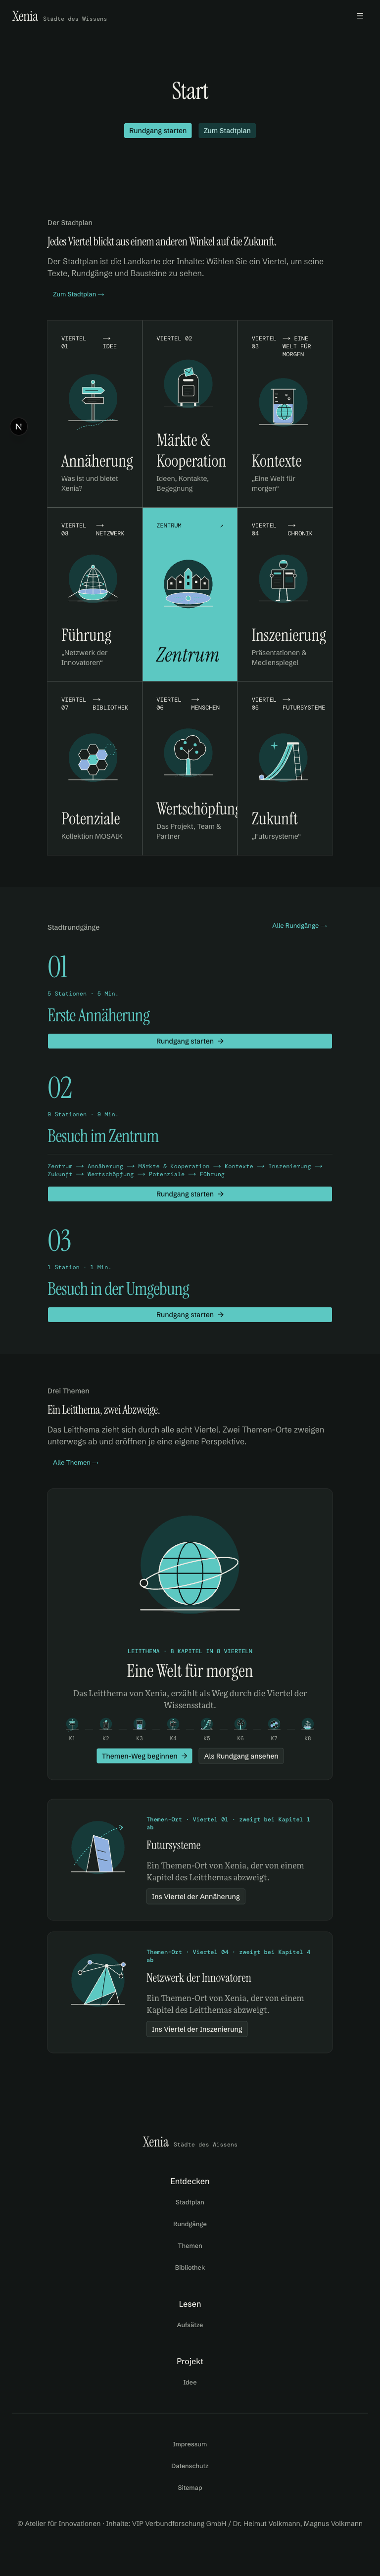 Xenia Städte des Wissens
Start
Rundgang starten Zum Stadtplan
Der Stadtplan
Jedes Viertel blickt aus einem anderen Winkel auf die Zukunft.
Der Stadtplan ist die Landkarte der Inhalte: Wählen Sie ein Viertel, um seine
Texte, Rundgänge und Bausteine zu sehen.
Zum Stadtplan →
VIERTEL 01 → IDEE
Annäherung
Was ist und bietet
Xenia?
VIERTEL 02
Märkte &
Kooperation
Ideen, Kontakte,
Begegnung
VIERTEL 03 → EINE WELT FÜR MORGEN
Kontexte
„Eine Welt für
morgen“
VIERTEL 08 → NETZWERK
Führung
„Netzwerk der
Innovatoren“
ZENTRUM ↗
Zentrum
VIERTEL 04 → CHRONIK
Inszenierung
Präsentationen &
Medienspiegel
VIERTEL 07 → BIBLIOTHEK
Potenziale
Kollektion MOSAIK
VIERTEL 06 → MENSCHEN
Wertschöpfung
Das Projekt, Team &
Partner
VIERTEL 05 → FUTURSYSTEME
Zukunft
„Futursysteme“
N
Stadtrundgänge Alle Rundgänge →
01
5 Stationen · 5 Min.
Erste Annäherung
Rundgang starten →
02
9 Stationen · 9 Min.
Besuch im Zentrum
Zentrum → Annäherung → Märkte & Kooperation → Kontexte → Inszenierung →
Zukunft → Wertschöpfung → Potenziale → Führung
Rundgang starten →
03
1 Station · 1 Min.
Besuch in der Umgebung
Rundgang starten →
Drei Themen
Ein Leitthema, zwei Abzweige.
Das Leitthema zieht sich durch alle acht Viertel. Zwei Themen-Orte zweigen
unterwegs ab und eröffnen je eine eigene Perspektive.
Alle Themen →
LEITTHEMA · 8 KAPITEL IN 8 VIERTELN
Eine Welt für morgen
Das Leitthema von Xenia, erzählt als Weg durch die Viertel der
Wissensstadt.
K1 K2 K3 K4 K5 K6 K7 K8
Themen-Weg beginnen → Als Rundgang ansehen
Themen-Ort · Viertel 01 · zweigt bei Kapitel 1
ab
Futursysteme
Ein Themen-Ort von Xenia, der von einem
Kapitel des Leitthemas abzweigt.
Ins Viertel der Annäherung
Themen-Ort · Viertel 04 · zweigt bei Kapitel 4
ab
Netzwerk der Innovatoren
Ein Themen-Ort von Xenia, der von einem
Kapitel des Leitthemas abzweigt.
Ins Viertel der Inszenierung
Xenia Städte des Wissens
Entdecken
Stadtplan
Rundgänge
Themen
Bibliothek
Lesen
Aufsätze
Projekt
Idee
Impressum
Datenschutz
Sitemap
© Atelier für Innovationen · Inhalte: VIP Verbundforschung GmbH / Dr. Helmut Volkmann, Magnus Volkmann